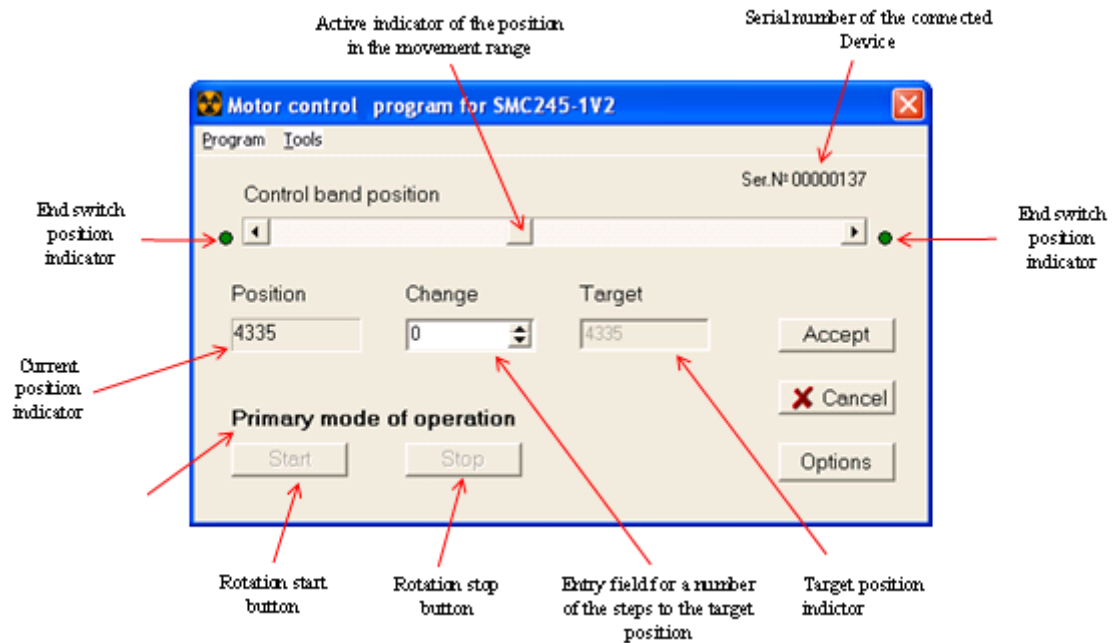 Active indicator of the position
in the movement range
Serial number of the connected
Device
Motor control program for SMC245-1V2
Program Tools
Ser.№ 00000137
Control band position
End switch
position
indicator
End switch
position
indicator
Position Change Target
4335 0 4335
Accept
Current
position
indicator
Cancel
Primary mode of operation
Start Stop Options
Rotation start
button
Rotation stop
button
Entry field for a number
of the steps to the target
position
Target position
indictor